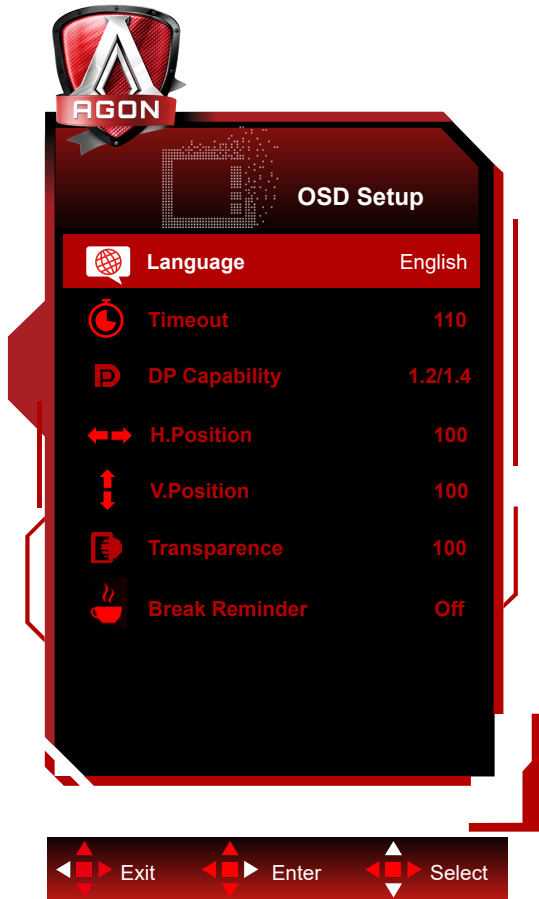 AGON
OSD Setup
Language English
Timeout 110
DP Capability 1.2/1.4
H.Position 100
V.Position 100
Transparence 100
Break Reminder Off
Exit Enter Select